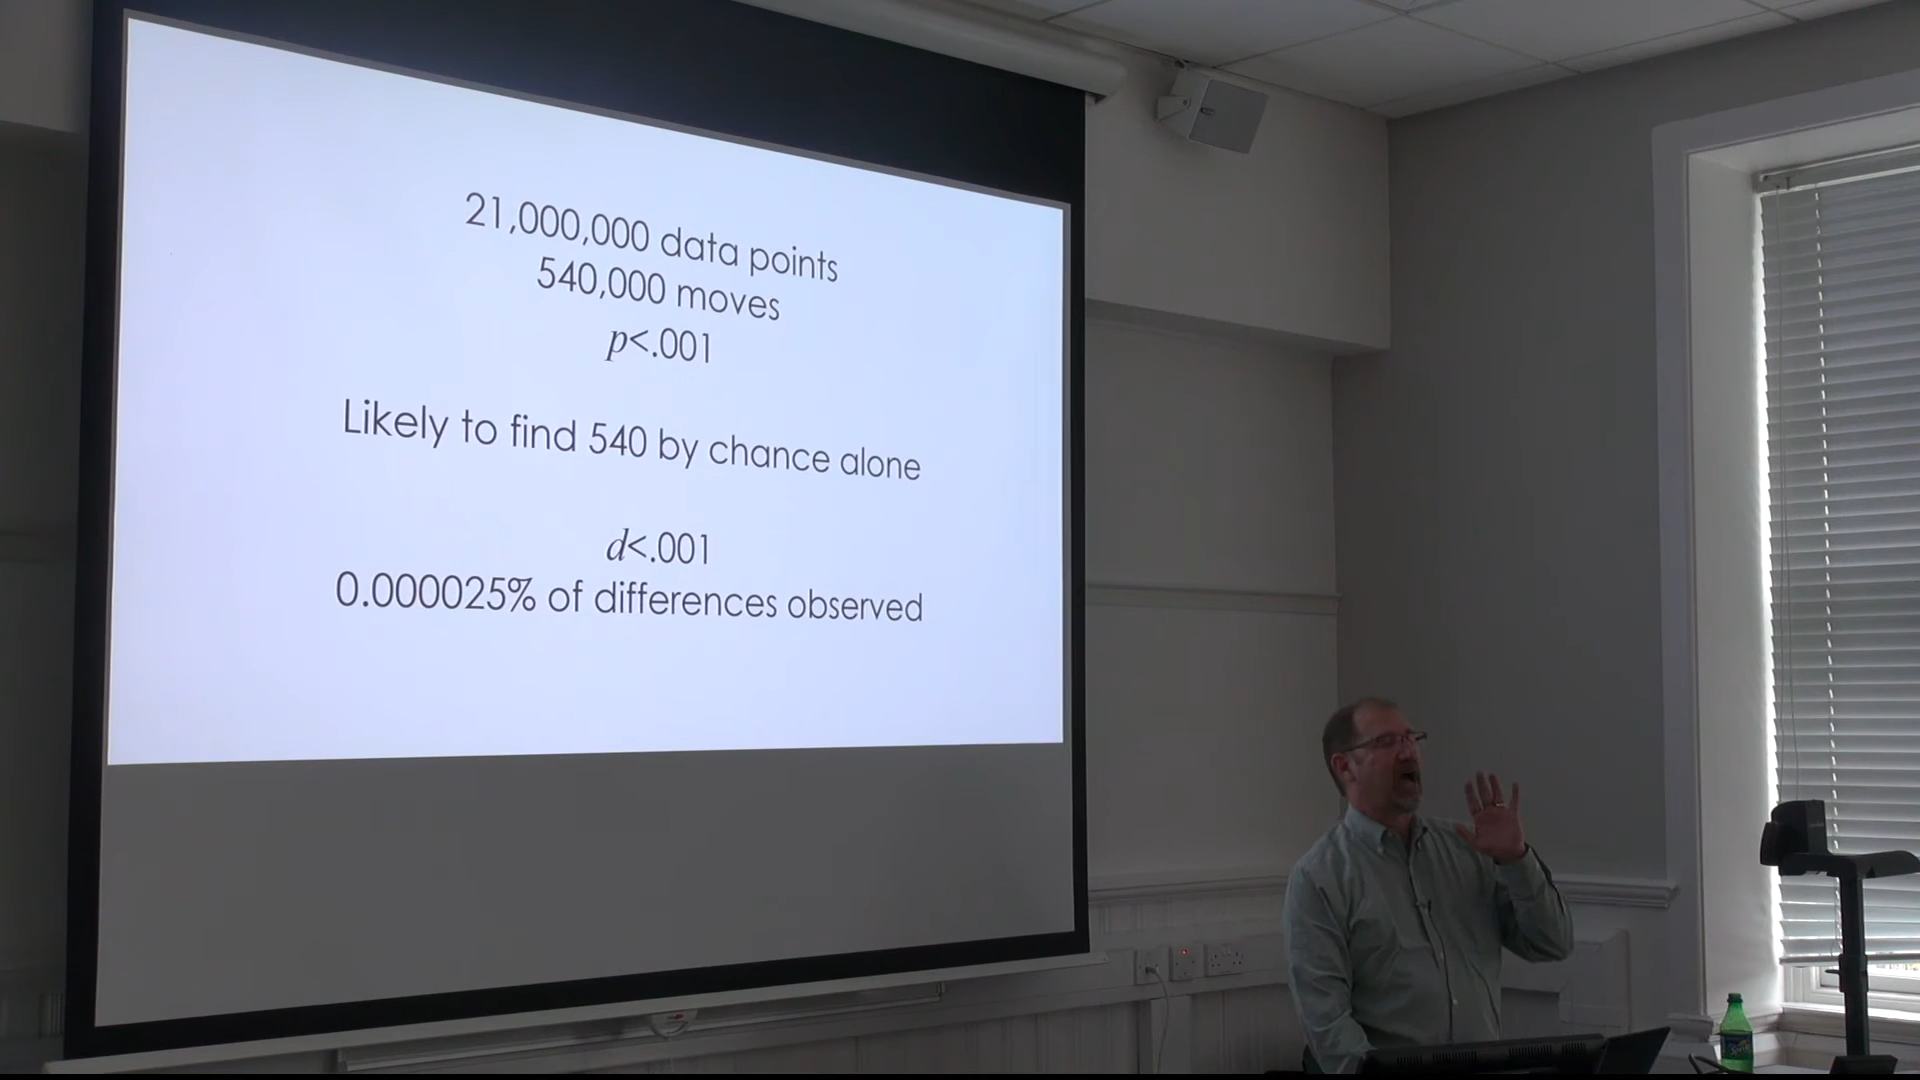 21,000,000 data points
540,000 moves
p<.001
Likely to find 540 by chance alone
d<.001
0.000025% of differences observed
Sprite